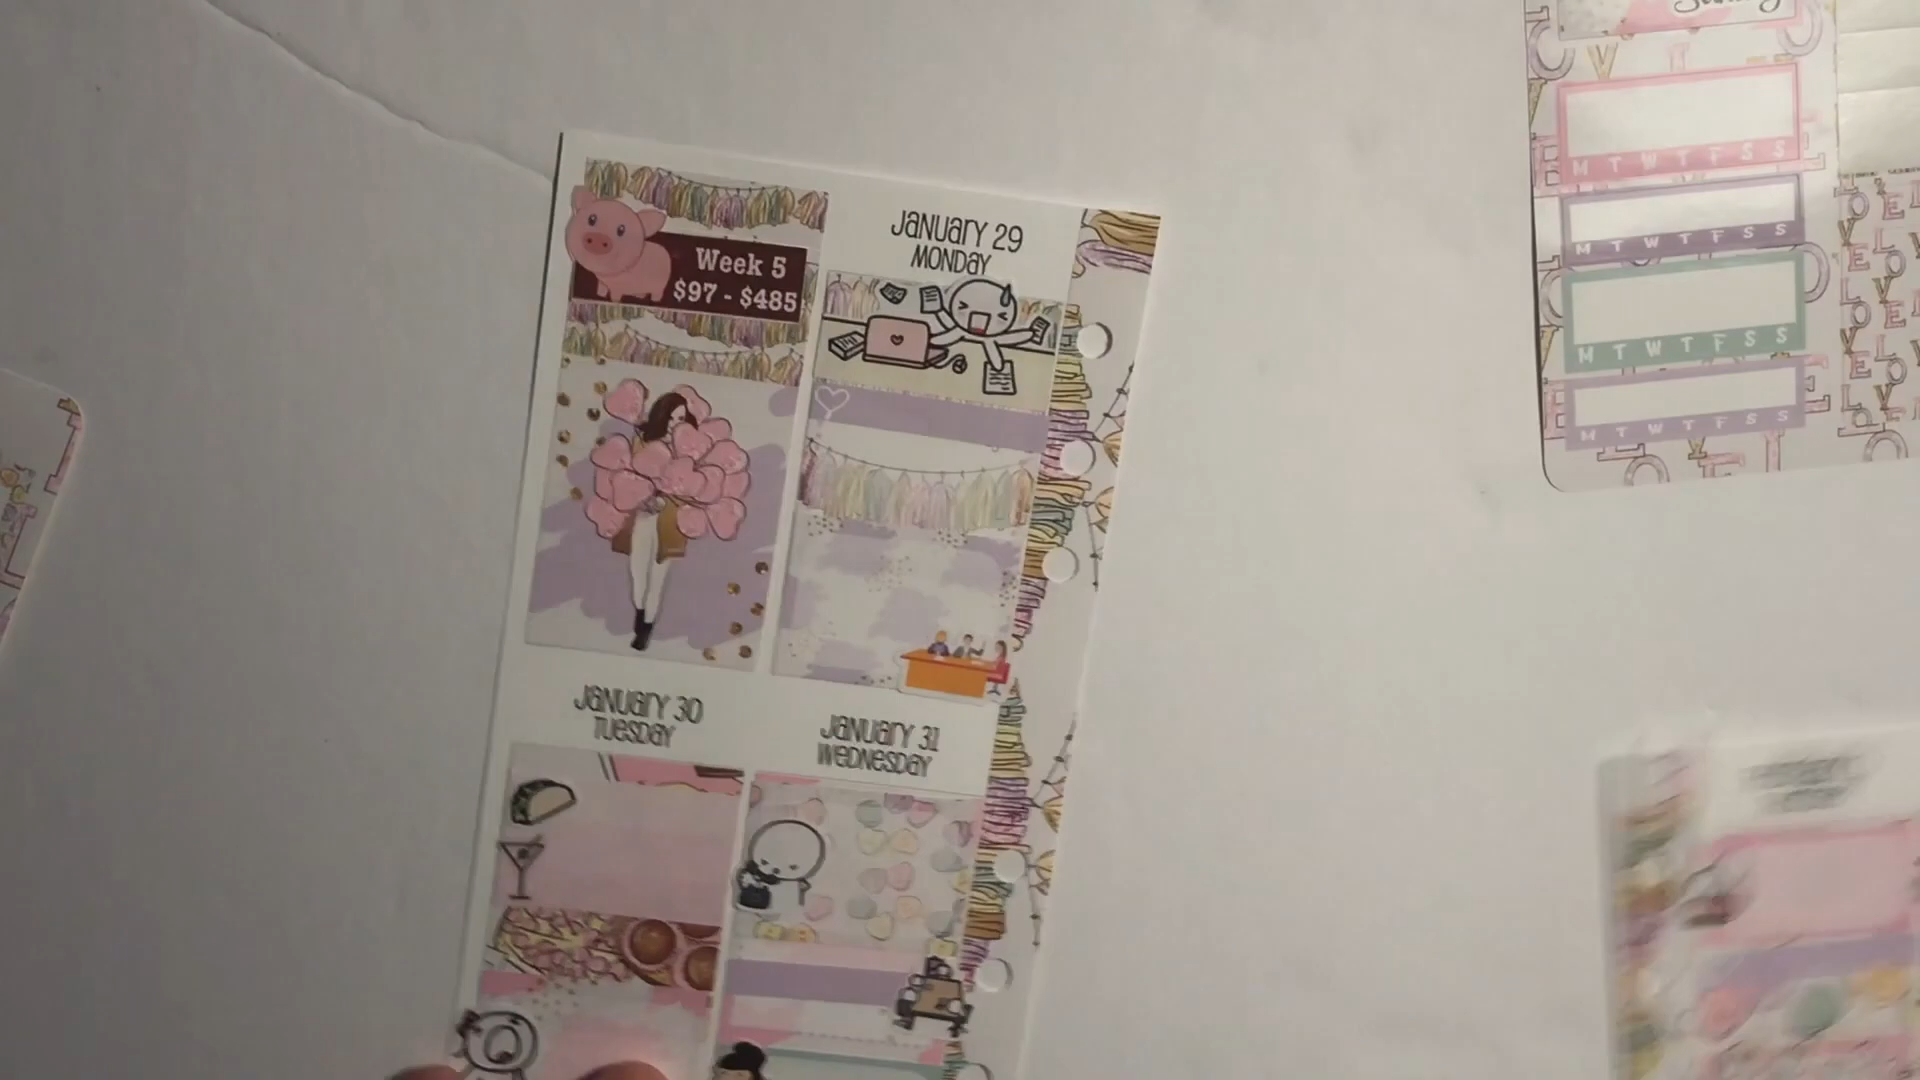 Week 5
$97 - $485
January 29
Monday
January 30
Tuesday
January 31
Wednesday
M T W T F S S
M T W T F S S
M T W T F S S
M T W T F S S